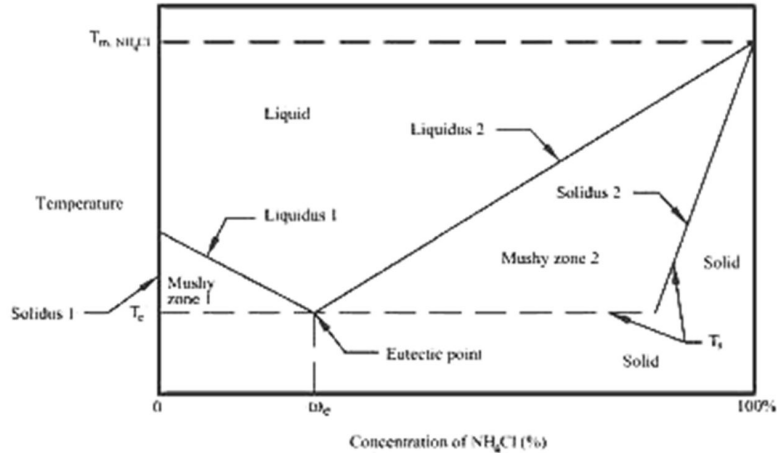 Tm, NH4Cl
Liquid
Liquidus 2
Temperature
Liquidus 1
Solidus 2
Mushy zone 2
Solid
Mushy
zone 1
Solidus 1
Te
Eutectic point
Ts
Solid
0
ωe
100%
Concentration of NH4Cl (%)